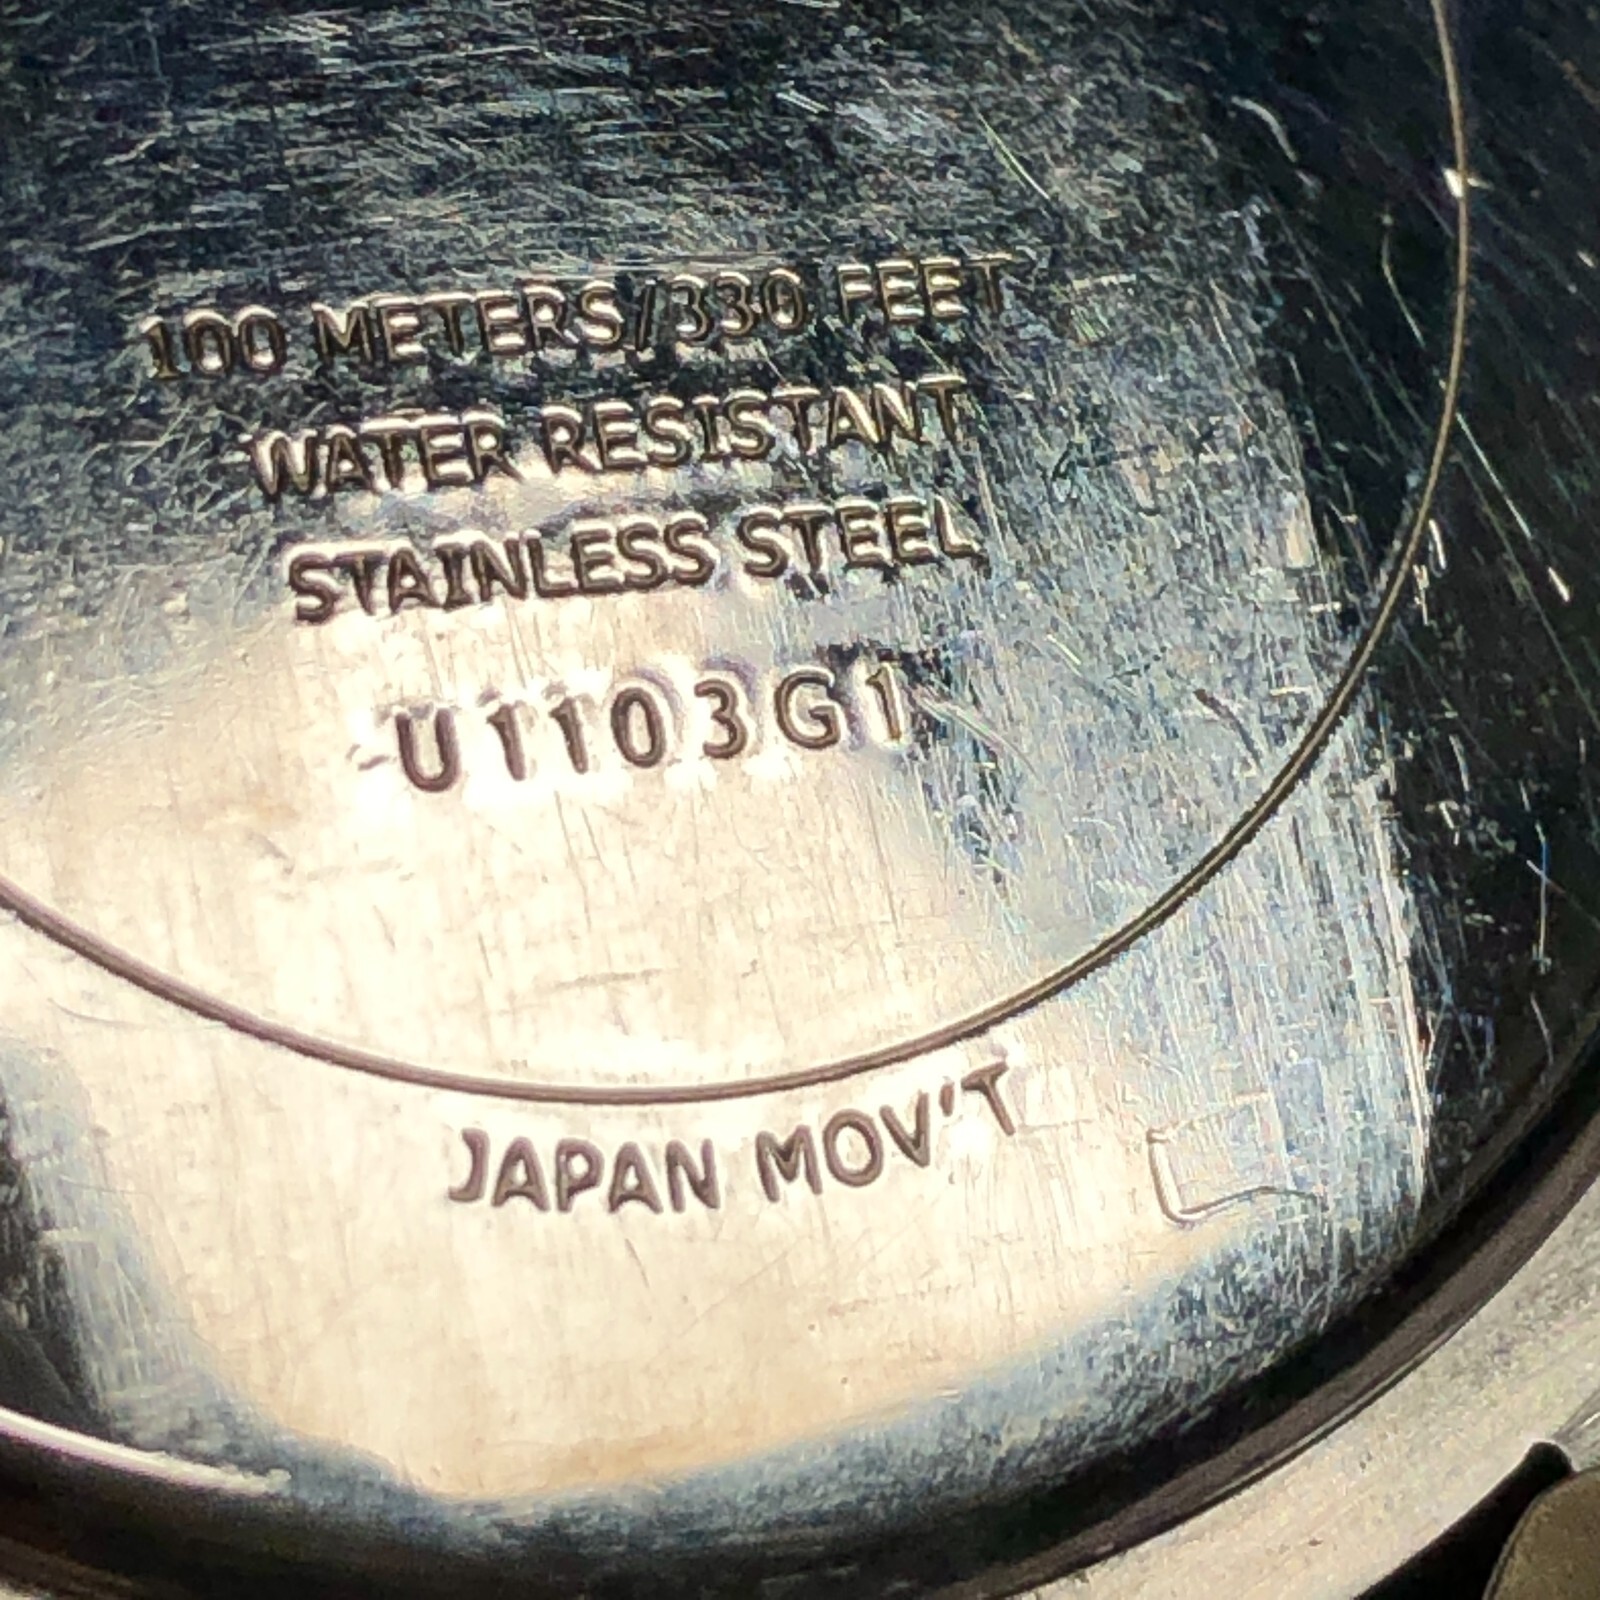 100 METERS/330 FEET
WATER RESISTANT
STAINLESS STEEL
U1103G1
JAPAN MOV'T